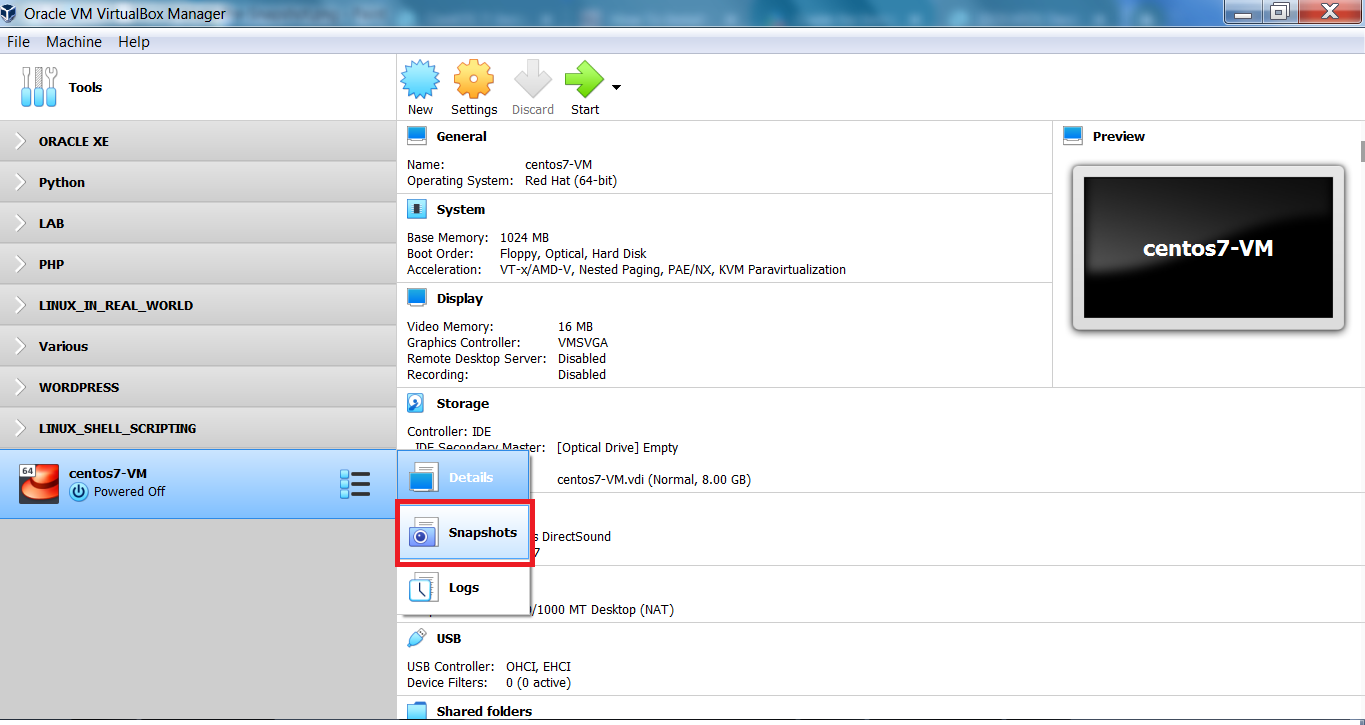 Oracle VM VirtualBox Manager
File Machine Help
Tools
New Settings Discard Start
ORACLE XE
Python
LAB
PHP
LINUX_IN_REAL_WORLD
Various
WORDPRESS
LINUX_SHELL_SCRIPTING
64
centos7-VM
Powered Off
Details
Snapshots
Logs
General
Name: centos7-VM
Operating System: Red Hat (64-bit)
System
Base Memory: 1024 MB
Boot Order: Floppy, Optical, Hard Disk
Acceleration: VT-x/AMD-V, Nested Paging, PAE/NX, KVM Paravirtualization
Display
Video Memory: 16 MB
Graphics Controller: VMSVGA
Remote Desktop Server: Disabled
Recording: Disabled
Storage
Controller: IDE
IDE Secondary Master: [Optical Drive] Empty
centos7-VM.vdi (Normal, 8.00 GB)
s DirectSound
7
/1000 MT Desktop (NAT)
USB
USB Controller: OHCI, EHCI
Device Filters: 0 (0 active)
Shared folders
Preview
centos7-VM